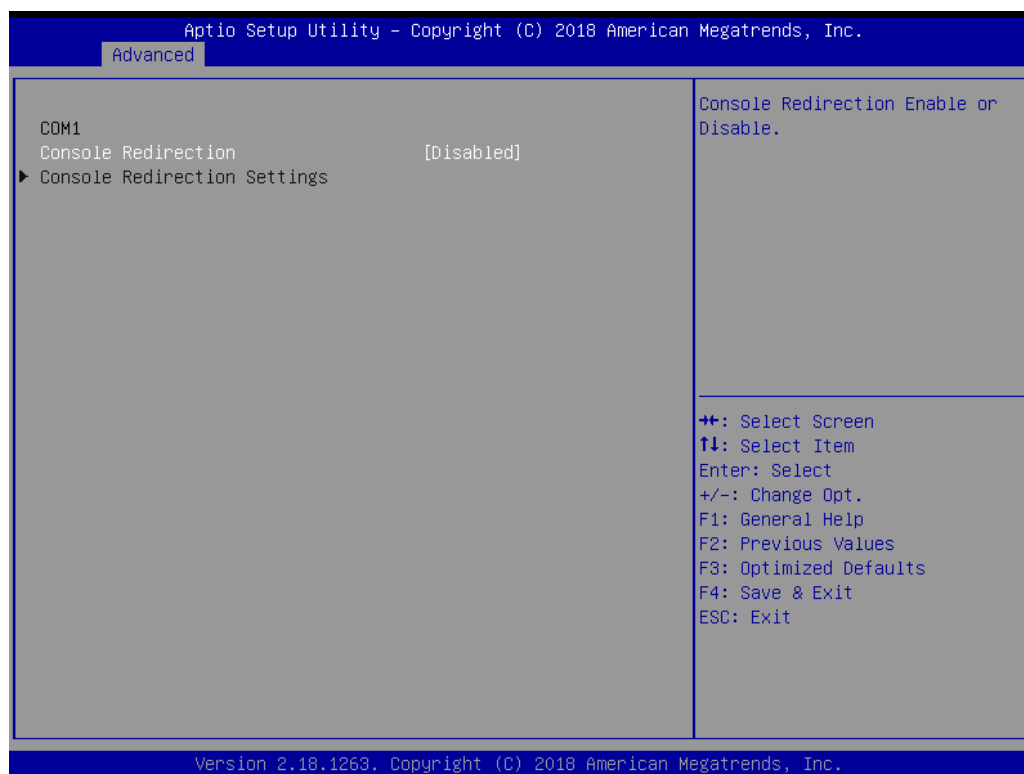 Aptio Setup Utility – Copyright (C) 2018 American Megatrends, Inc.
Advanced
COM1
Console Redirection [Disabled]
▶ Console Redirection Settings
Console Redirection Enable or
Disable.
→←: Select Screen
↑↓: Select Item
Enter: Select
+/-: Change Opt.
F1: General Help
F2: Previous Values
F3: Optimized Defaults
F4: Save & Exit
ESC: Exit
Version 2.18.1263. Copyright (C) 2018 American Megatrends, Inc.